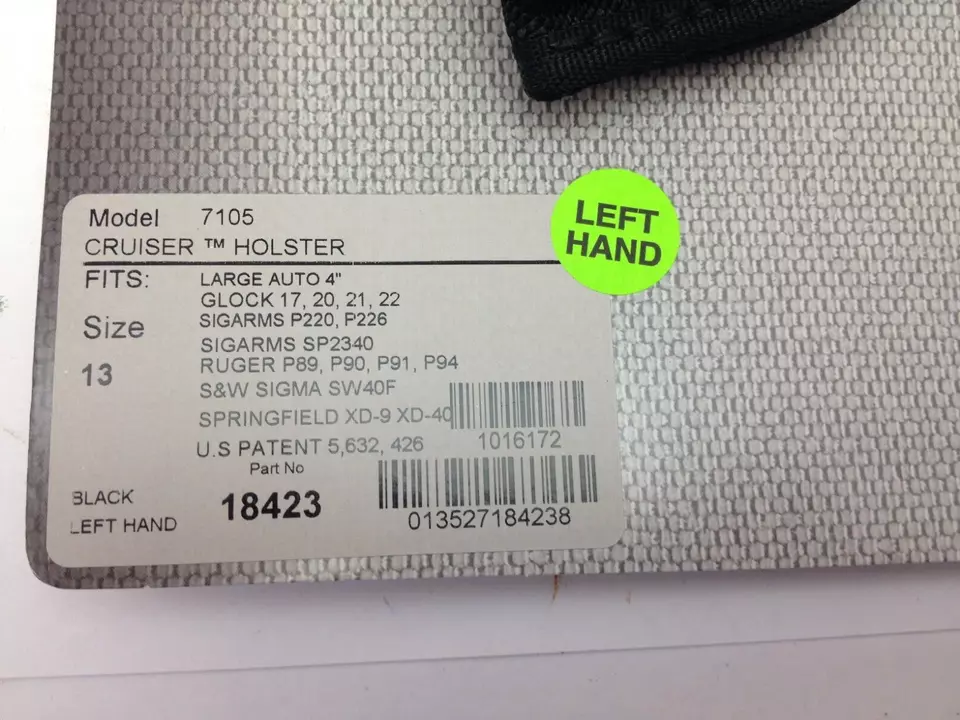 Model 7105
CRUISER ™ HOLSTER
LEFT
HAND
FITS: LARGE AUTO 4"
GLOCK 17, 20, 21, 22
Size SIGARMS P220, P226
SIGARMS SP2340
13 RUGER P89, P90, P91, P94
S&W SIGMA SW40F
SPRINGFIELD XD-9 XD-40
U.S PATENT 5,632, 426 1016172
Part No
BLACK 18423
LEFT HAND 013527184238